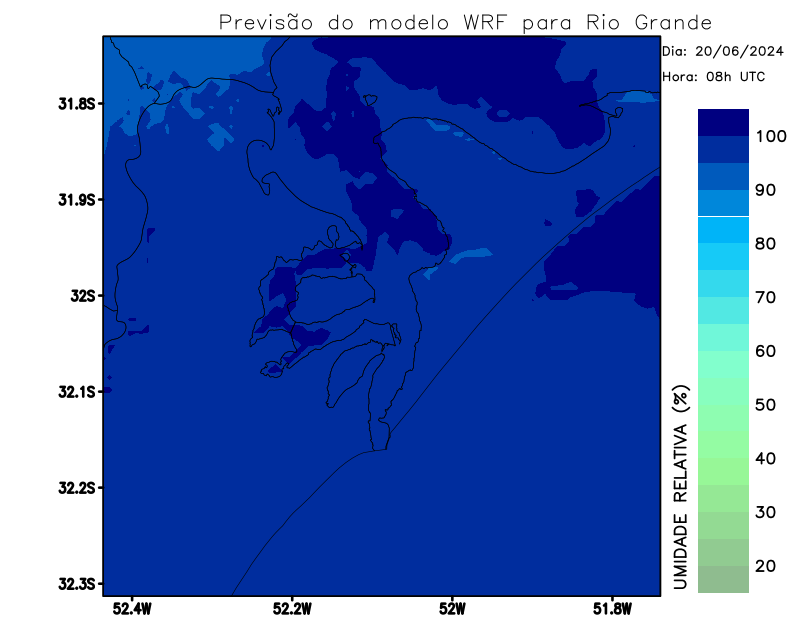 Previsão do modelo WRF para Rio Grande
Dia: 20/06/2024
Hora: 08h UTC
31.8S
31.9S
32S
32.1S
32.2S
32.3S
52.4W
52.2W
52W
51.8W
UMIDADE RELATIVA (%)
100
90
80
70
60
50
40
30
20